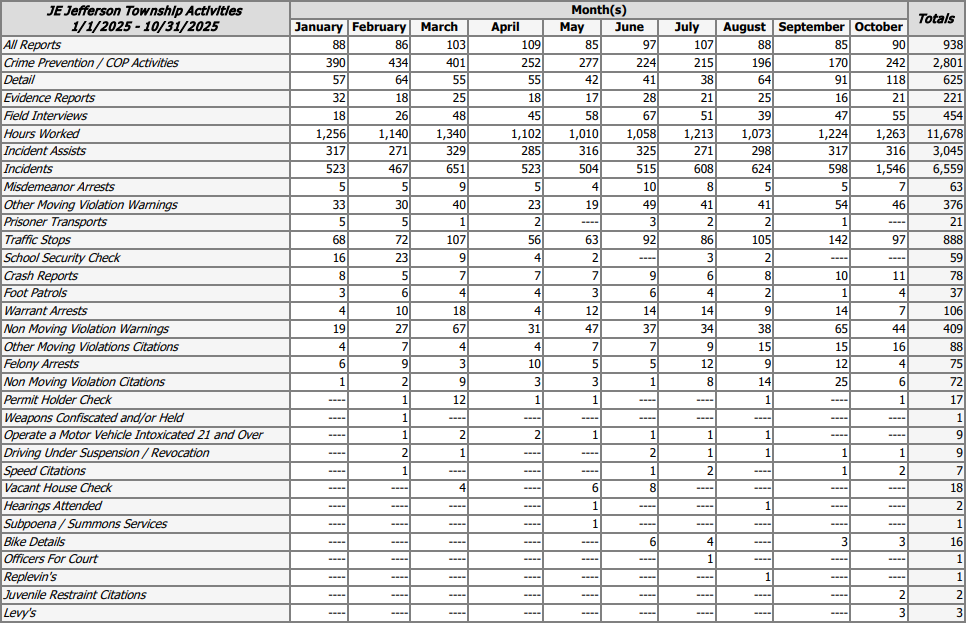 JE Jefferson Township Activities Month(s) Totals
1/1/2025 - 10/31/2025 January February March April May June July August September October
All Reports 88 86 103 109 85 97 107 88 85 90 938
Crime Prevention / COP Activities 390 434 401 252 277 224 215 196 170 242 2,801
Detail 57 64 55 55 42 41 38 64 91 118 625
Evidence Reports 32 18 25 18 17 28 21 25 16 21 221
Field Interviews 18 26 48 45 58 67 51 39 47 55 454
Hours Worked 1,256 1,140 1,340 1,102 1,010 1,058 1,213 1,073 1,224 1,263 11,678
Incident Assists 317 271 329 285 316 325 271 298 317 316 3,045
Incidents 523 467 651 523 504 515 608 624 598 1,546 6,559
Misdemeanor Arrests 5 5 9 5 4 10 8 5 5 7 63
Other Moving Violation Warnings 33 30 40 23 19 49 41 41 54 46 376
Prisoner Transports 5 5 1 2 ---- 3 2 2 1 ---- 21
Traffic Stops 68 72 107 56 63 92 86 105 142 97 888
School Security Check 16 23 9 4 2 ---- 3 2 ---- ---- 59
Crash Reports 8 5 7 7 7 9 6 8 10 11 78
Foot Patrols 3 6 4 4 3 6 4 2 1 4 37
Warrant Arrests 4 10 18 4 12 14 14 9 14 7 106
Non Moving Violation Warnings 19 27 67 31 47 37 34 38 65 44 409
Other Moving Violations Citations 4 7 4 4 7 7 9 15 15 16 88
Felony Arrests 6 9 3 10 5 5 12 9 12 4 75
Non Moving Violation Citations 1 2 9 3 3 1 8 14 25 6 72
Permit Holder Check ---- 1 12 1 1 ---- ---- 1 ---- 1 17
Weapons Confiscated and/or Held ---- 1 ---- ---- ---- ---- ---- ---- ---- ---- 1
Operate a Motor Vehicle Intoxicated 21 and Over ---- 1 2 2 1 1 1 1 ---- ---- 9
Driving Under Suspension / Revocation ---- 2 1 ---- ---- 2 1 1 1 1 9
Speed Citations ---- 1 ---- ---- ---- 1 2 ---- 1 2 7
Vacant House Check ---- ---- 4 ---- 6 8 ---- ---- ---- ---- 18
Hearings Attended ---- ---- ---- ---- 1 ---- ---- 1 ---- ---- 2
Subpoena / Summons Services ---- ---- ---- ---- 1 ---- ---- ---- ---- ---- 1
Bike Details ---- ---- ---- ---- ---- 6 4 ---- 3 3 16
Officers For Court ---- ---- ---- ---- ---- ---- 1 ---- ---- ---- 1
Replevin's ---- ---- ---- ---- ---- ---- ---- 1 ---- ---- 1
Juvenile Restraint Citations ---- ---- ---- ---- ---- ---- ---- ---- ---- 2 2
Levy's ---- ---- ---- ---- ---- ---- ---- ---- ---- 3 3